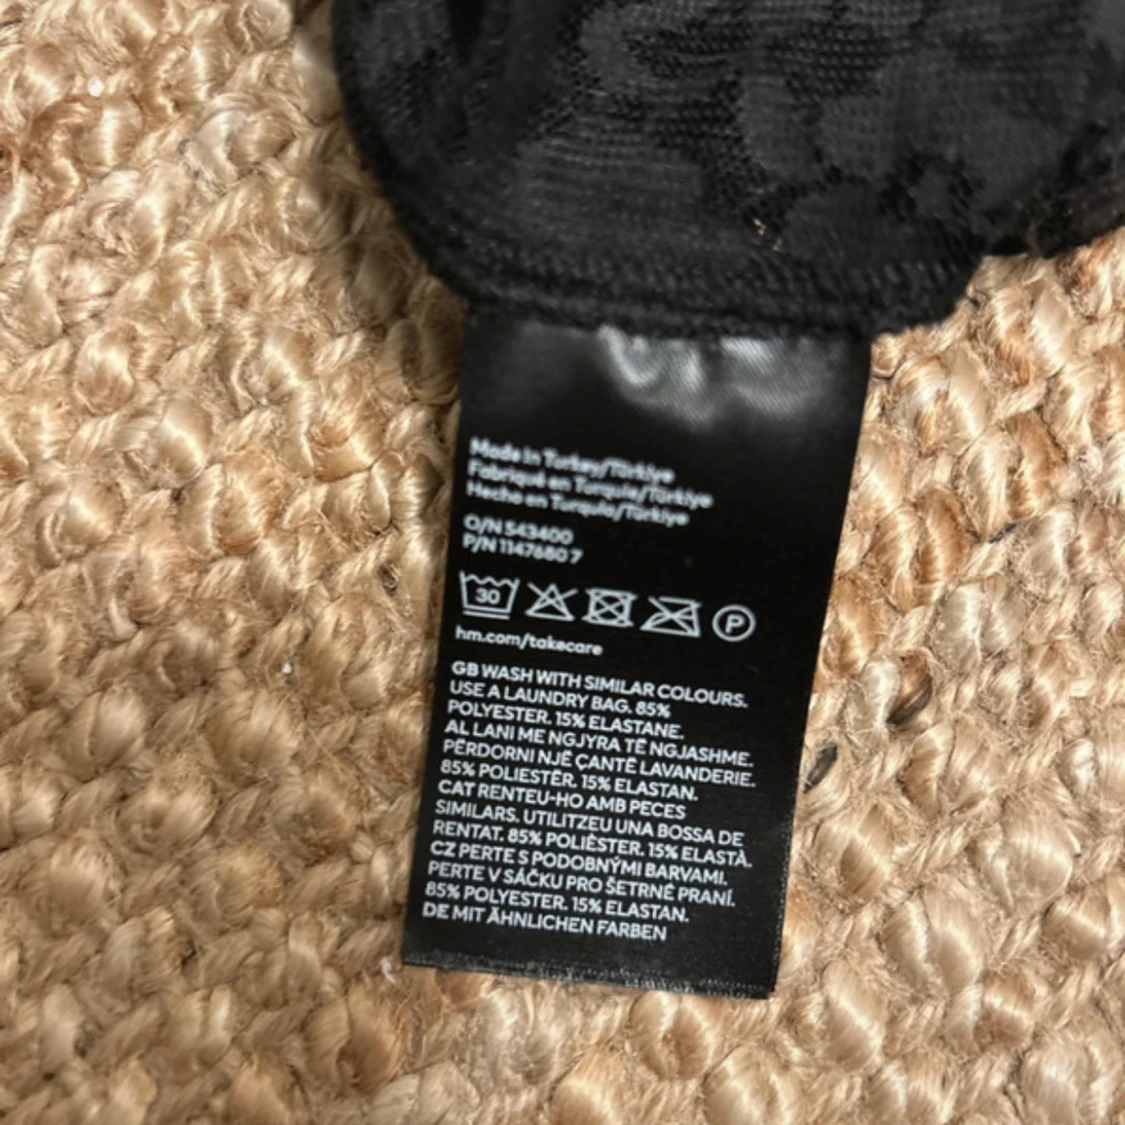 Made in Turkey/Türkiye
Fabriqué en Turquie/Türkiye
Hecho en Turquía/Türkiye
O/N 543400
P/N 1147680 7
30
P
hm.com/takecare
GB WASH WITH SIMILAR COLOURS.
USE A LAUNDRY BAG. 85%
POLYESTER. 15% ELASTANE.
AL LANI ME NGJYRA TË NGJASHME.
PËRDORNI NJË ÇANTË LAVANDERIE.
85% POLIESTËR. 15% ELASTAN.
CAT RENTEU-HO AMB PECES
SIMILARS. UTILITZEU UNA BOSSA DE
RENTAT. 85% POLIÈSTER. 15% ELASTÀ.
CZ PERTE S PODOBNÝMI BARVAMI.
PERTE V SÁČKU PRO ŠETRNÉ PRANÍ.
85% POLYESTER. 15% ELASTAN.
DE MIT ÄHNLICHEN FARBEN